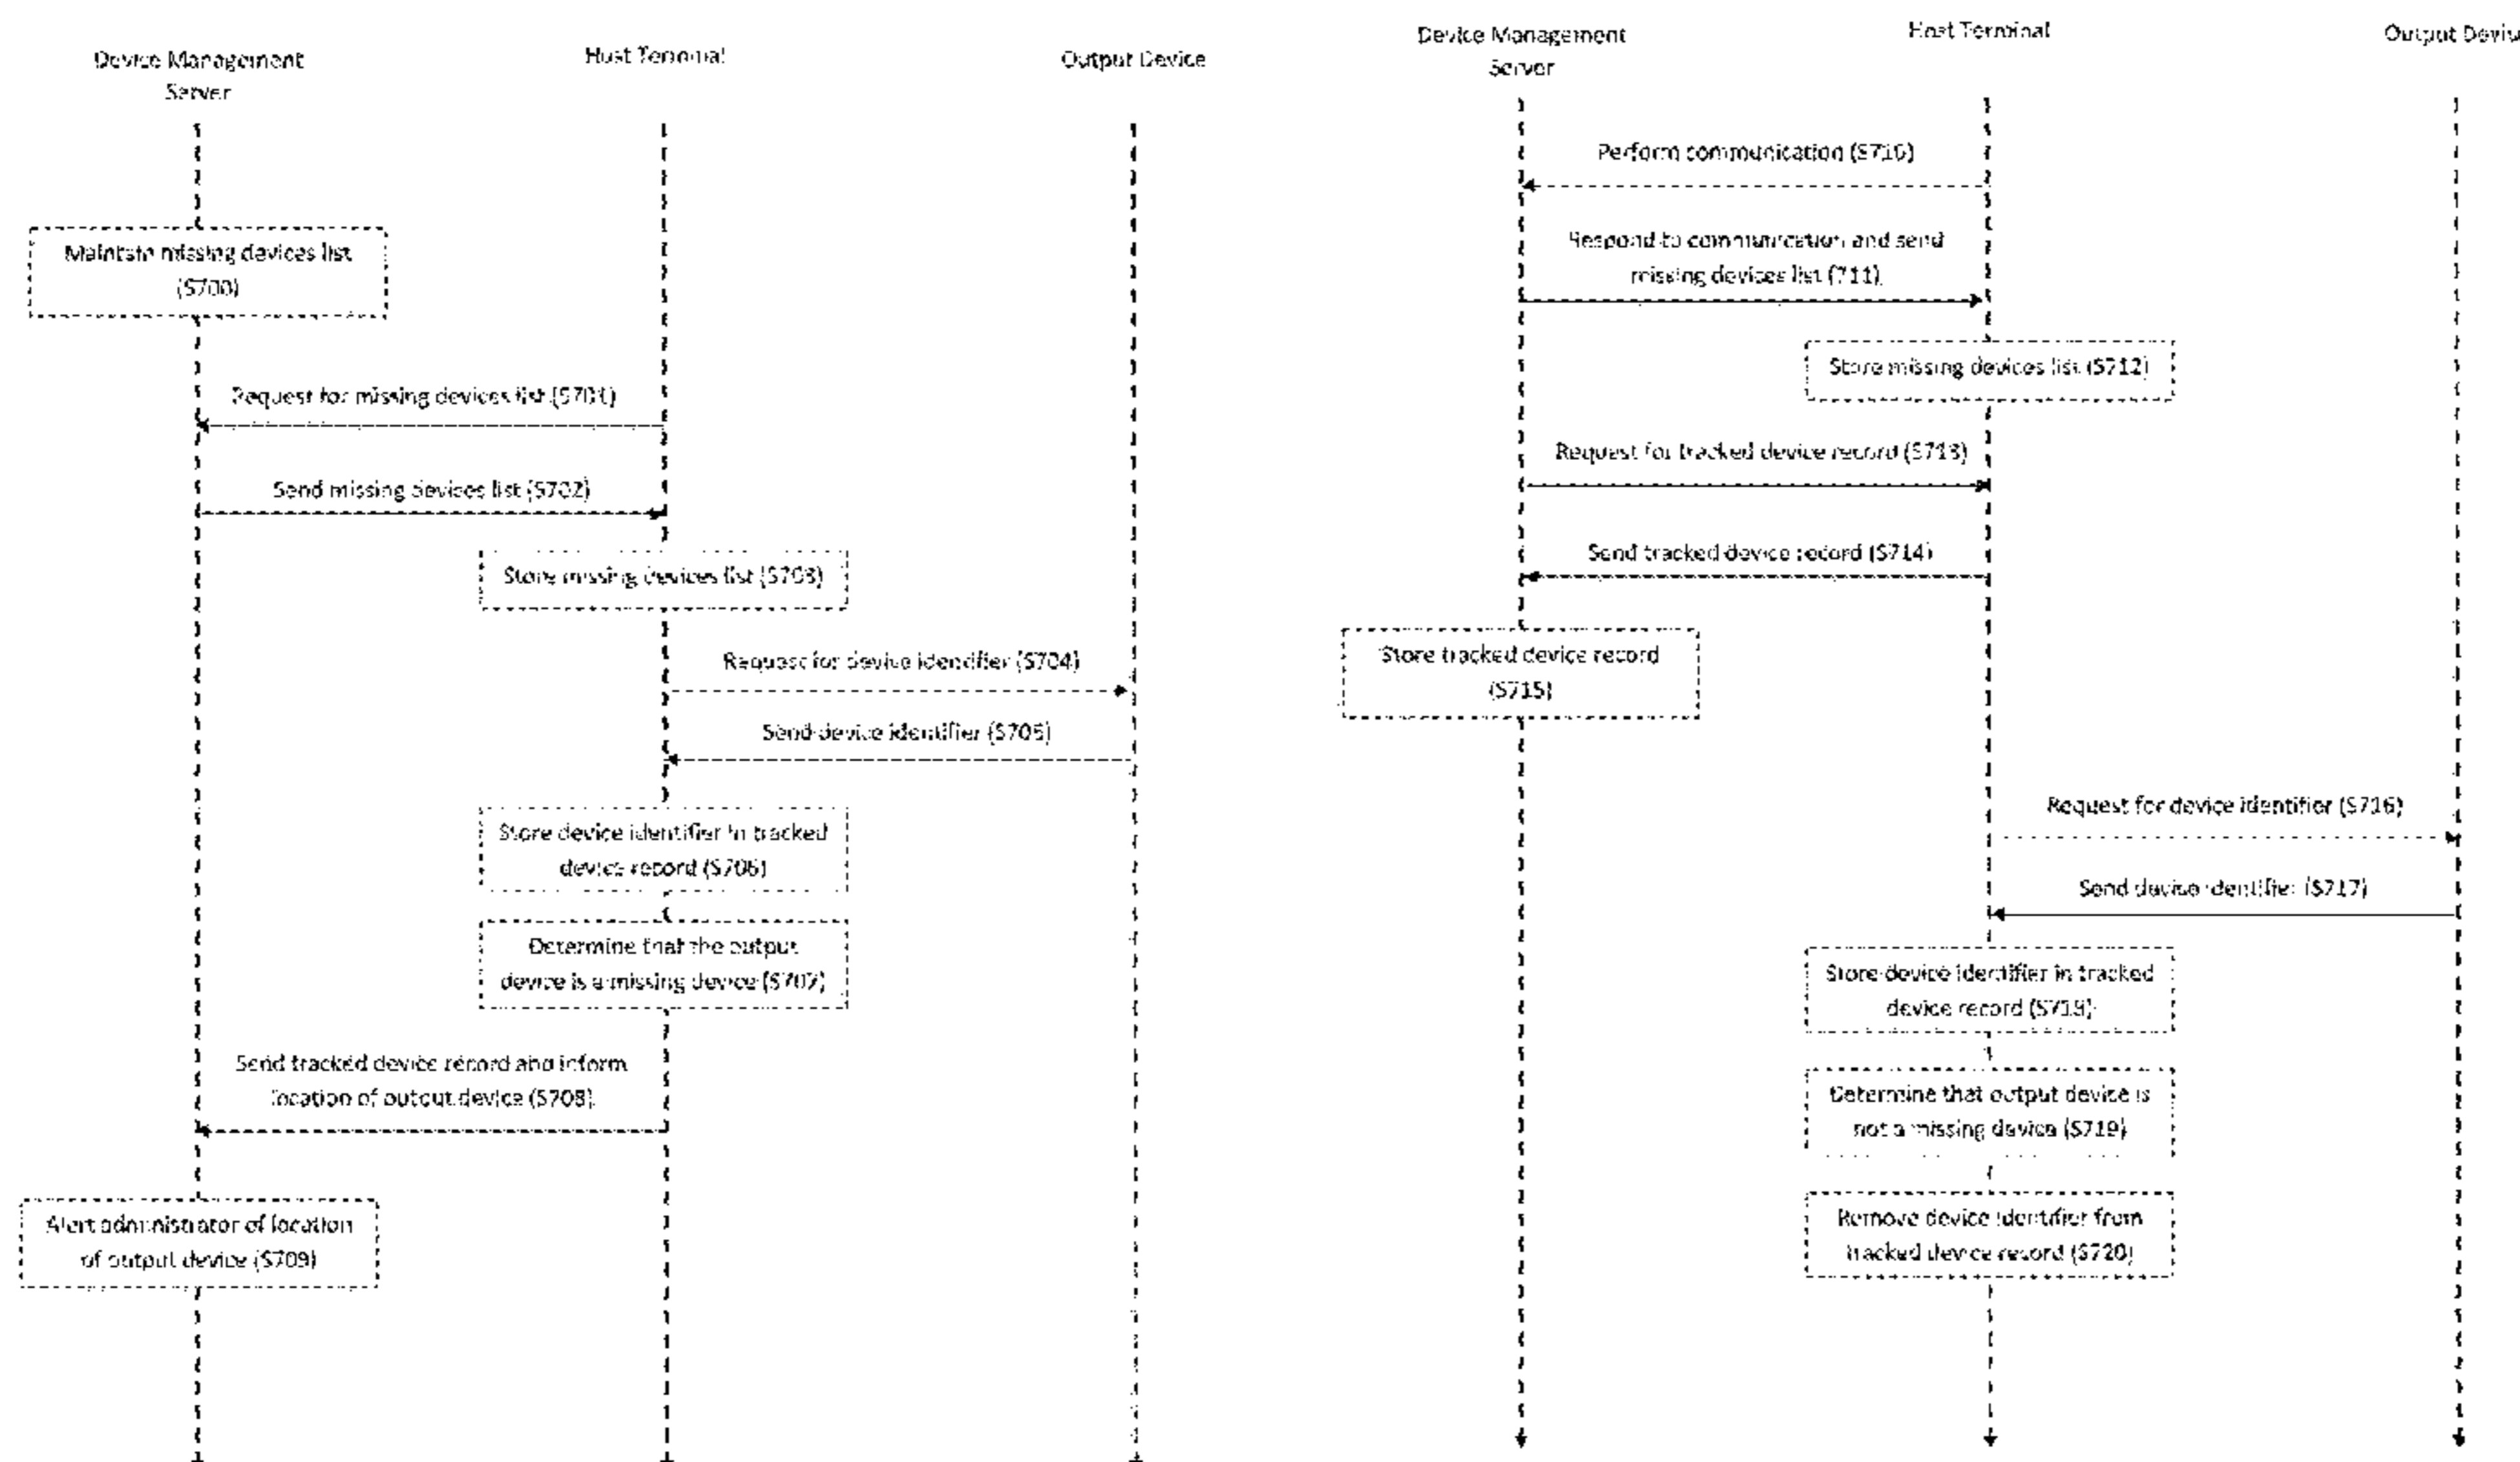 Device Management
Server
Host Terminal
Output Device
Maintain missing devices list
(S700)
Request for missing devices list (S701)
Send missing devices list (S702)
Store missing devices list (S703)
Request for device identifier (S704)
Send device identifier (S705)
Store device identifier in tracked
device record (S706)
Determine that the output
device is a missing device (S707)
Send tracked device record and inform
location of output device (S708)
Alert administrator of location
of output device (S709)
Device Management
Server
Host Terminal
Output
Perform communication (S710)
Respond to communication and send
missing devices list (711)
Store missing devices list (S712)
Request for tracked device record (S713)
Send tracked device record (S714)
Store tracked device record
(S715)
Request for device identifier (S716)
Send device identifier (S717)
Store device identifier in tracked
device record (S718)
Determine that output device is
not a missing device (S719)
Remove device identifier from
tracked device record (S720)